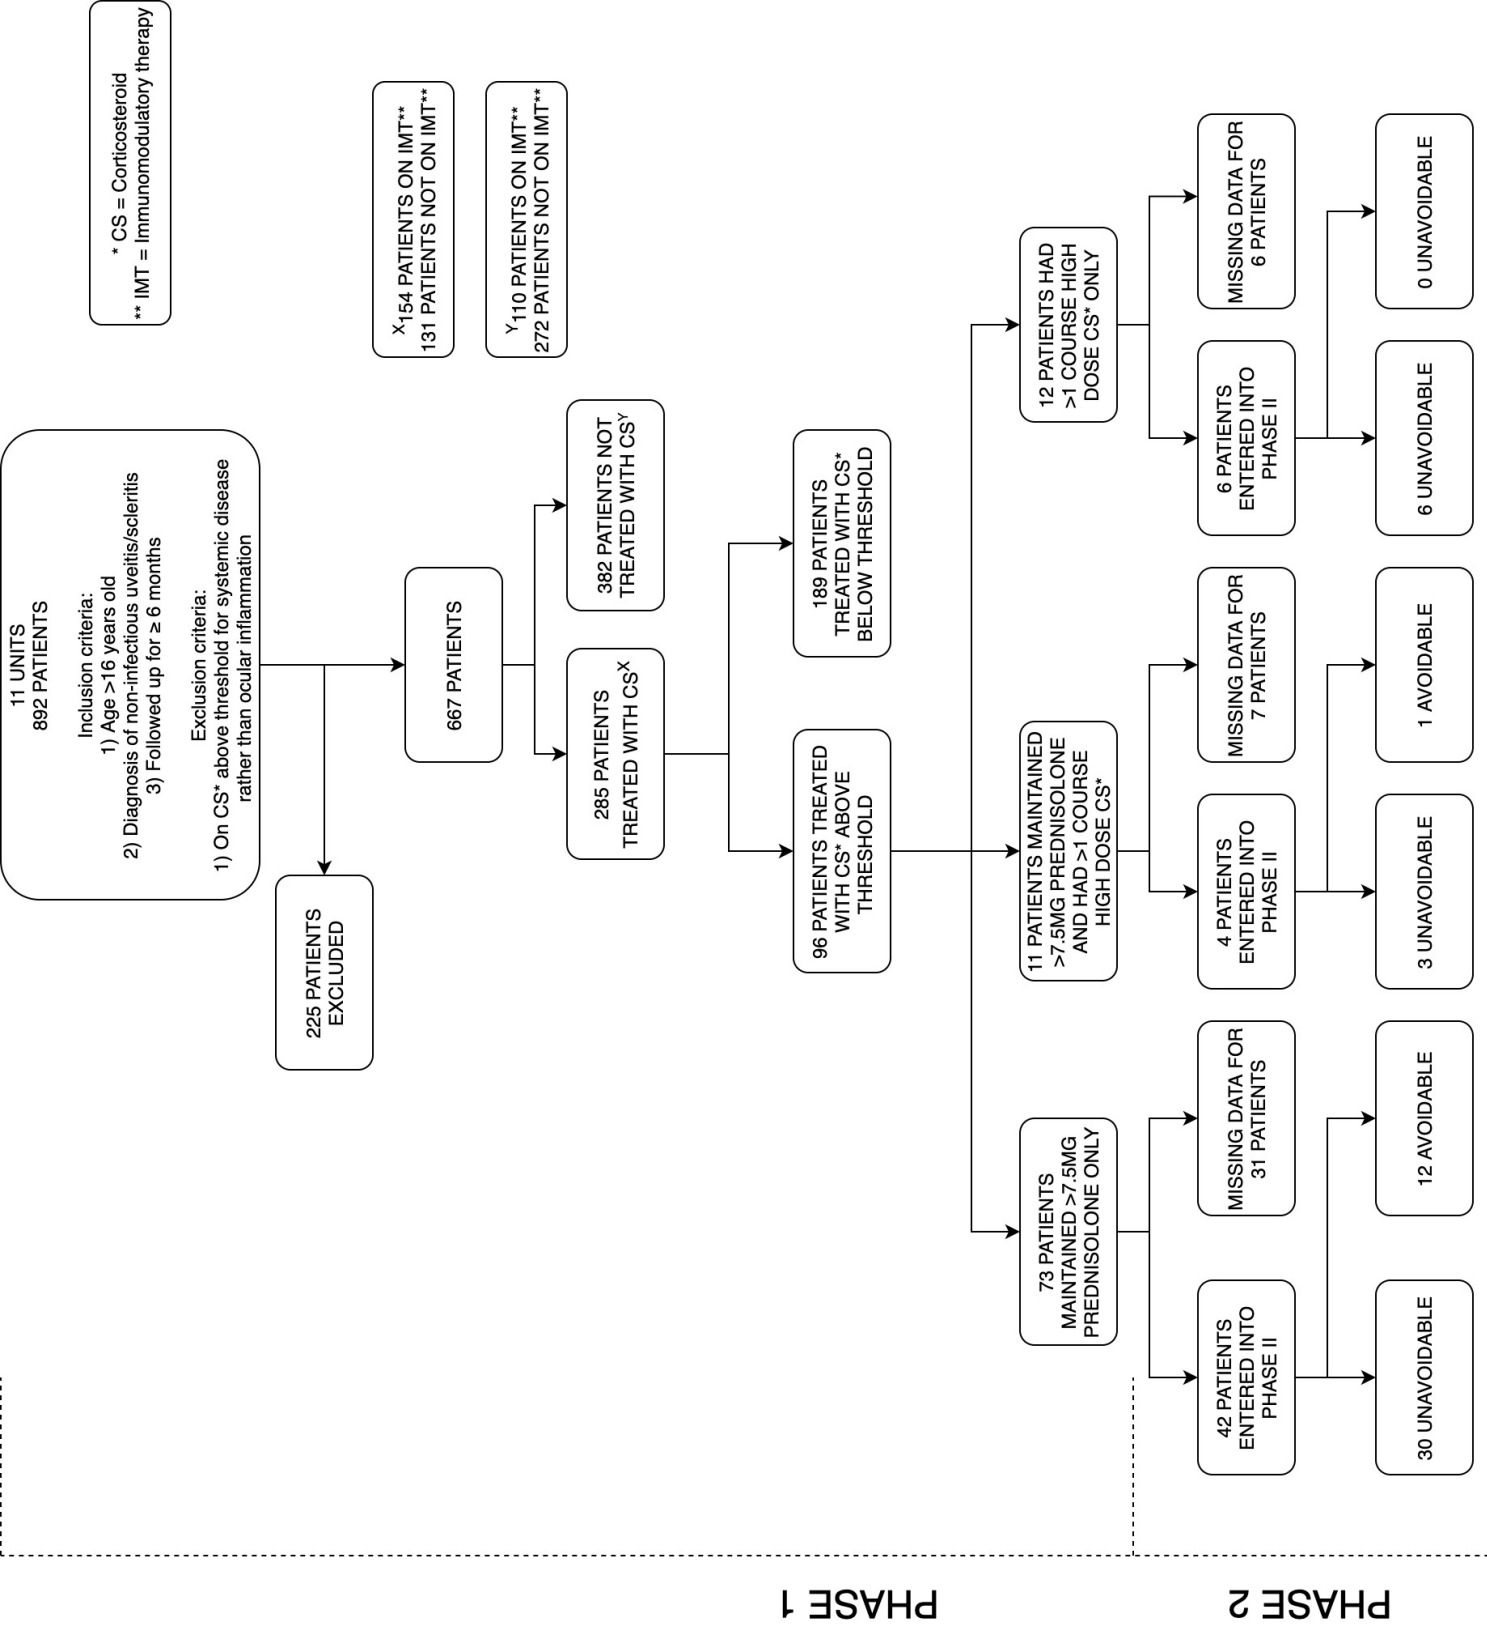 11 UNITS
892 PATIENTS
Inclusion criteria:
1) Age >16 years old
2) Diagnosis of non-infectious uveitis/scleritis
3) Followed up for ≥ 6 months
Exclusion criteria:
1) On CS* above threshold for systemic disease
rather than ocular inflammation
* CS = Corticosteroid
** IMT = Immunomodulatory therapy
225 PATIENTS
EXCLUDED
667 PATIENTS
X154 PATIENTS ON IMT**
131 PATIENTS NOT ON IMT**
Y110 PATIENTS ON IMT**
272 PATIENTS NOT ON IMT**
285 PATIENTS
TREATED WITH CSX
382 PATIENTS NOT
TREATED WITH CSY
96 PATIENTS TREATED
WITH CS* ABOVE
THRESHOLD
189 PATIENTS
TREATED WITH CS*
BELOW THRESHOLD
73 PATIENTS
MAINTAINED >7.5MG
PREDNISOLONE ONLY
11 PATIENTS MAINTAINED
>7.5MG PREDNISOLONE
AND HAD >1 COURSE
HIGH DOSE CS*
12 PATIENTS HAD
>1 COURSE HIGH
DOSE CS* ONLY
42 PATIENTS
ENTERED INTO
PHASE II
MISSING DATA FOR
31 PATIENTS
4 PATIENTS
ENTERED INTO
PHASE II
MISSING DATA FOR
7 PATIENTS
6 PATIENTS
ENTERED INTO
PHASE II
MISSING DATA FOR
6 PATIENTS
30 UNAVOIDABLE
12 AVOIDABLE
3 UNAVOIDABLE
1 AVOIDABLE
6 UNAVOIDABLE
0 UNAVOIDABLE
PHASE 1
PHASE 2